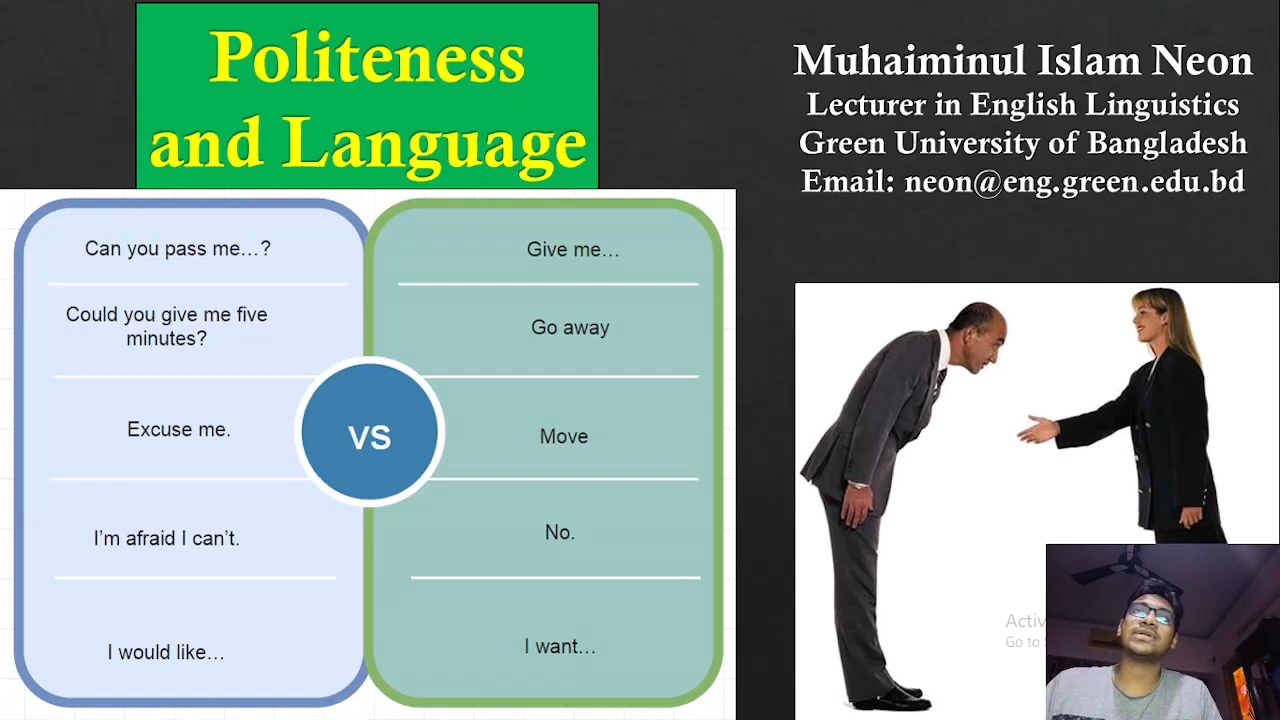 Politeness
and Language
Muhaiminul Islam Neon
Lecturer in English Linguistics
Green University of Bangladesh
Email: neon@eng.green.edu.bd
Can you pass me…?
Give me…
Could you give me five
minutes?
Go away
Excuse me.
VS
Move
I'm afraid I can't.
No.
I would like…
I want…
Go to